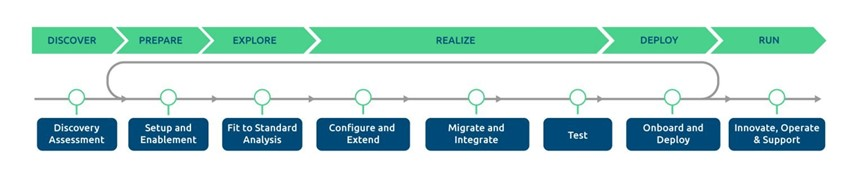 DISCOVER
PREPARE
EXPLORE
REALIZE
DEPLOY
RUN
Discovery
Assessment
Setup and
Enablement
Fit to Standard
Analysis
Configure and
Extend
Migrate and
Integrate
Test
Onboard and
Deploy
Innovate, Operate
& Support